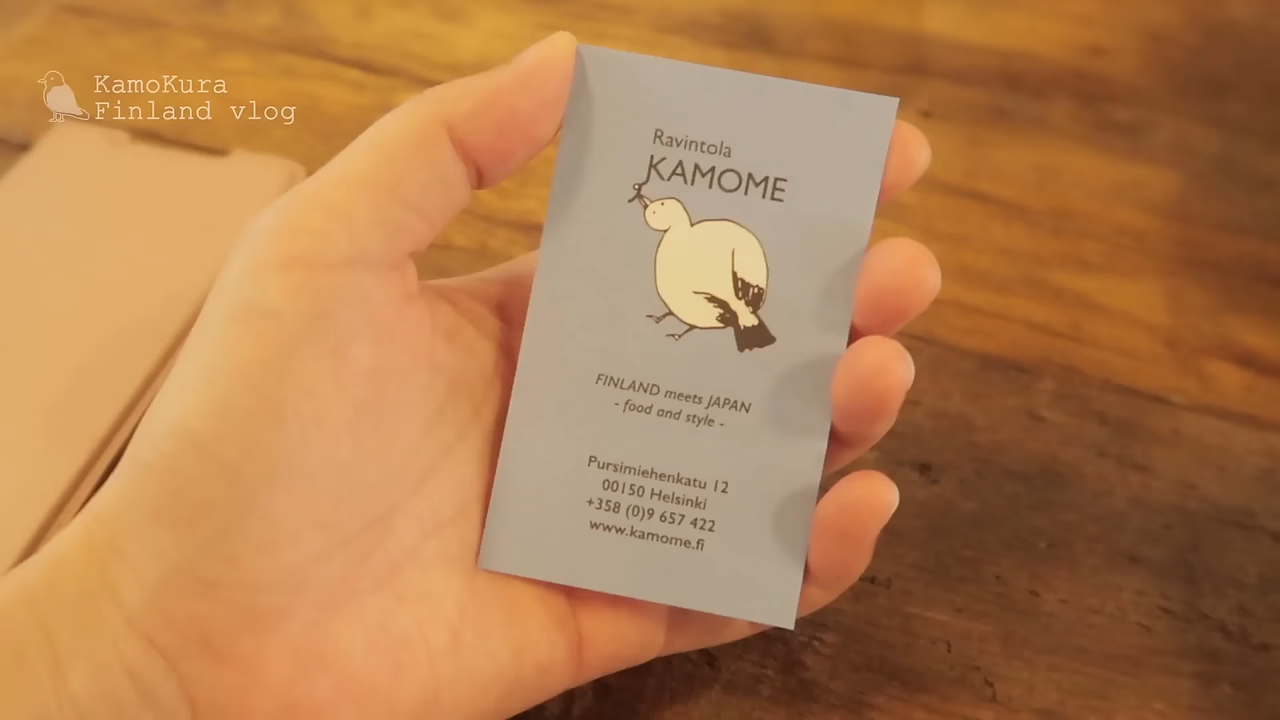 KamoKura
Finland vlog
Ravintola
KAMOME
FINLAND meets JAPAN
- food and style -
Pursimiehenkatu 12
00150 Helsinki
+358 (0)9 657 422
www.kamome.fi